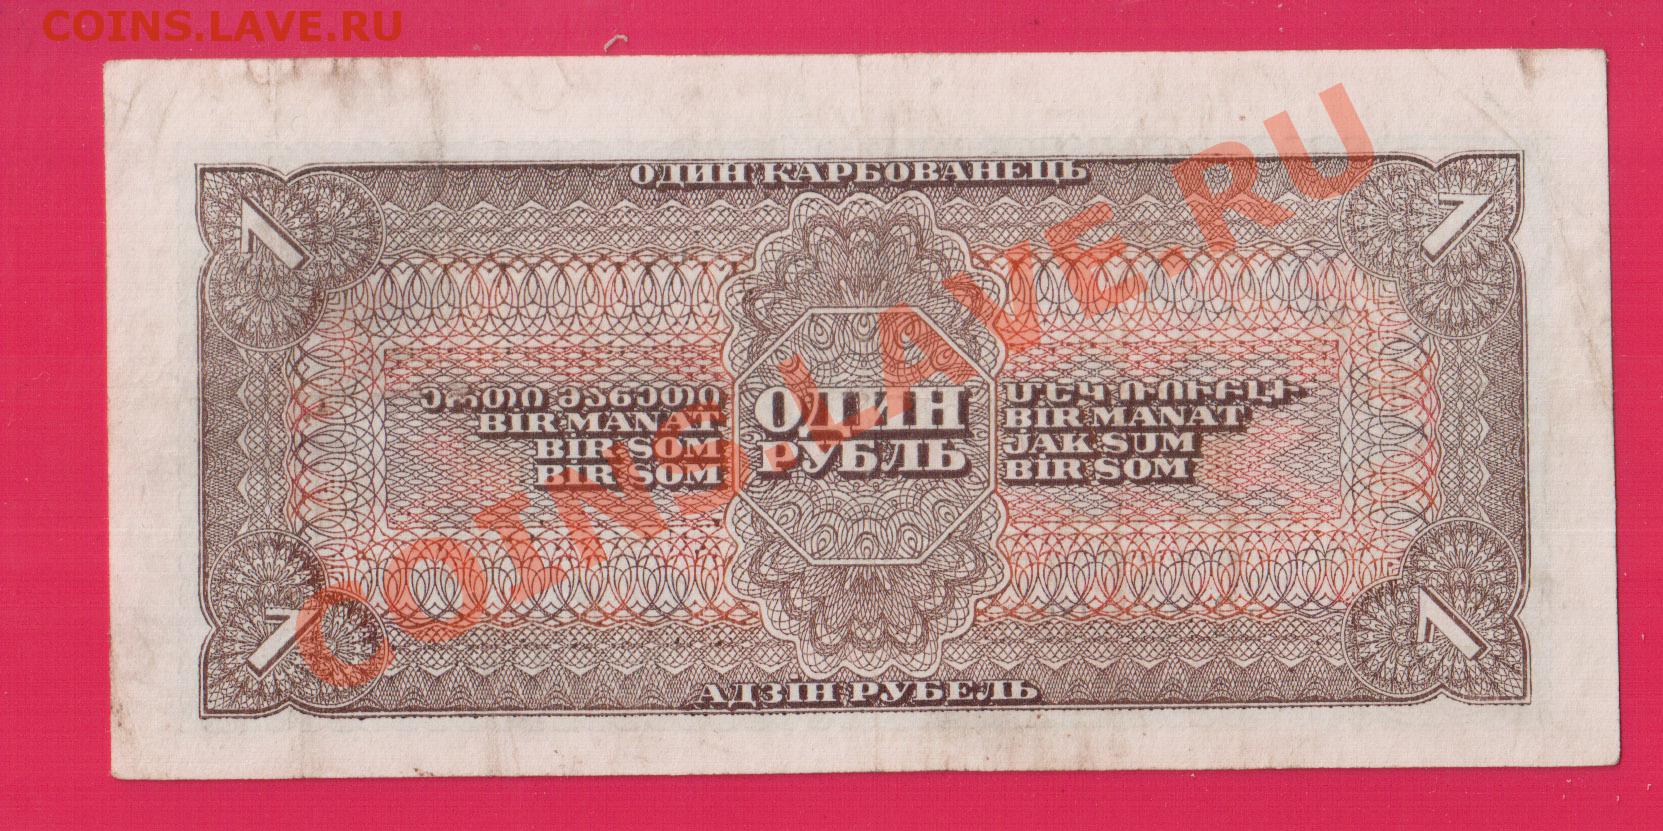 COINS.LAVE.RU
ОДИН КАРБОВАНЕЦЬ
1
1
ერთი მანეთი
BIR MANAT
BIR SOM
BIR SOM
ОДИН
РУБЛЬ
ՄԵԿ ՌՈՒԲԼԻ
BIR MANAT
JAK SUM
BIR SOM
1
1
АДЗІН РУБЕЛЬ
COINS.LAVE.RU